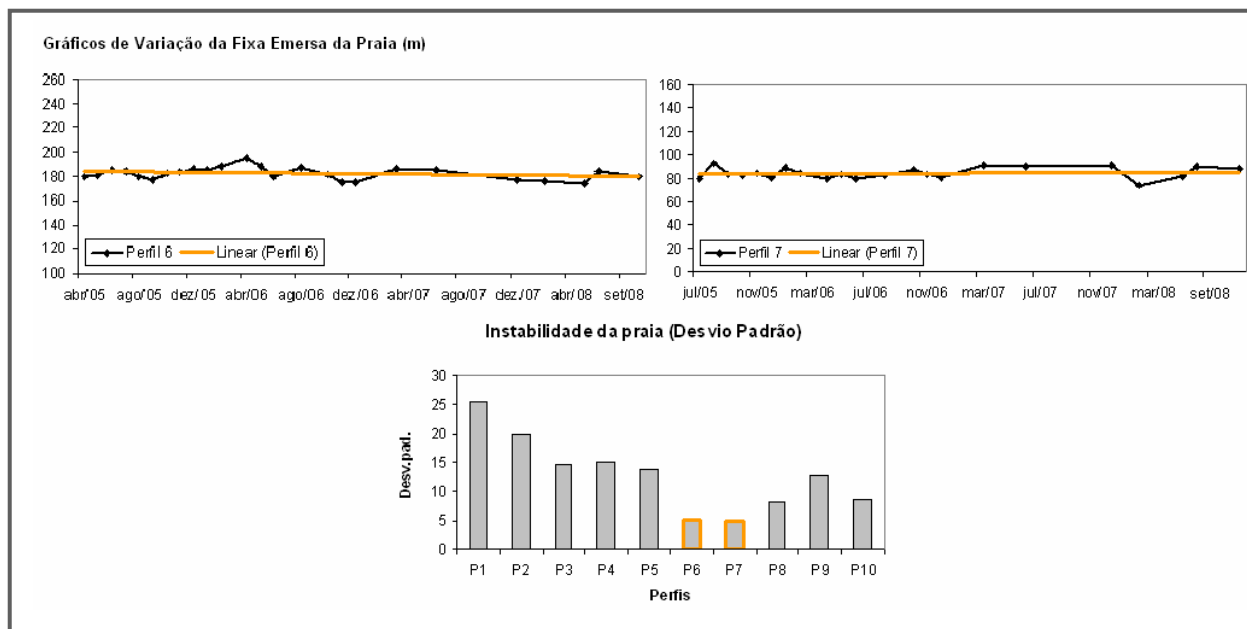 Gráficos de Variação da Fixa Emersa da Praia (m)
260
240
220
200
180
160
140
120
100
Perfil 6 Linear (Perfil 6)
abr/05 ago/05 dez./05 abr/06 ago/06 dez./06 abr/07 ago/07 dez./07 abr/08 set/08
160
140
120
100
80
60
40
20
0
Perfil 7 Linear (Perfil 7)
jul/05 nov/05 mar/06 jul/06 nov/06 mar/07 jul/07 nov/07 mar/08 set/08
Instabilidade da praia (Desvio Padrão)
Desv.pad.
30
25
20
15
10
5
0
P1 P2 P3 P4 P5 P6 P7 P8 P9 P10
Perfis